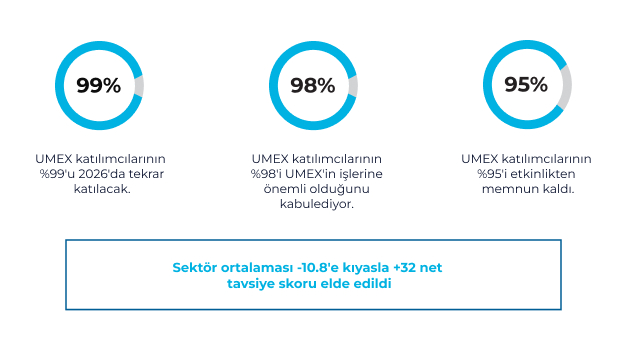 99%
98%
95%
UMEX katılımcılarının
%99'u 2026'da tekrar
katılacak.
UMEX katılımcılarının
%98'i UMEX'in işlerine
önemli olduğunu
kabulediyor.
UMEX katılımcılarının
%95'i etkinlikten
memnun kaldı.
Sektör ortalaması -10.8'e kıyasla +32 net
tavsiye skoru elde edildi